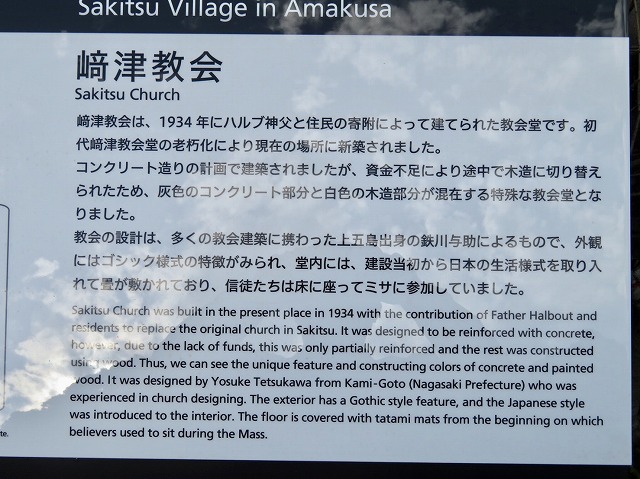 Sakitsu Village in Amakusa
﨑津教会
Sakitsu Church
﨑津教会は、1934 年にハルブ神父と住民の寄附によって建てられた教会堂です。初
代﨑津教会堂の老朽化により現在の場所に新築されました。
コンクリート造りの計画で建築されましたが、資金不足により途中で木造に切り替え
られたため、灰色のコンクリート部分と白色の木造部分が混在する特殊な教会堂とな
りました。
教会の設計は、多くの教会建築に携わった上五島出身の鉄川与助によるもので、外観
にはゴシック様式の特徴がみられ、堂内には、建設当初から日本の生活様式を取り入
れて畳が敷かれており、信徒たちは床に座ってミサに参加していました。
Sakitsu Church was built in the present place in 1934 with the contribution of Father Halbout and
residents to replace the original church in Sakitsu. It was designed to be reinforced with concrete,
however, due to the lack of funds, this was only partially reinforced and the rest was constructed
using wood. Thus, we can see the unique feature and constructing colors of concrete and painted
wood. It was designed by Yosuke Tetsukawa from Kami-Goto (Nagasaki Prefecture) who was
experienced in church designing. The exterior has a Gothic style feature, and the Japanese style
was introduced to the interior. The floor is covered with tatami mats from the beginning on which
believers used to sit during the Mass.